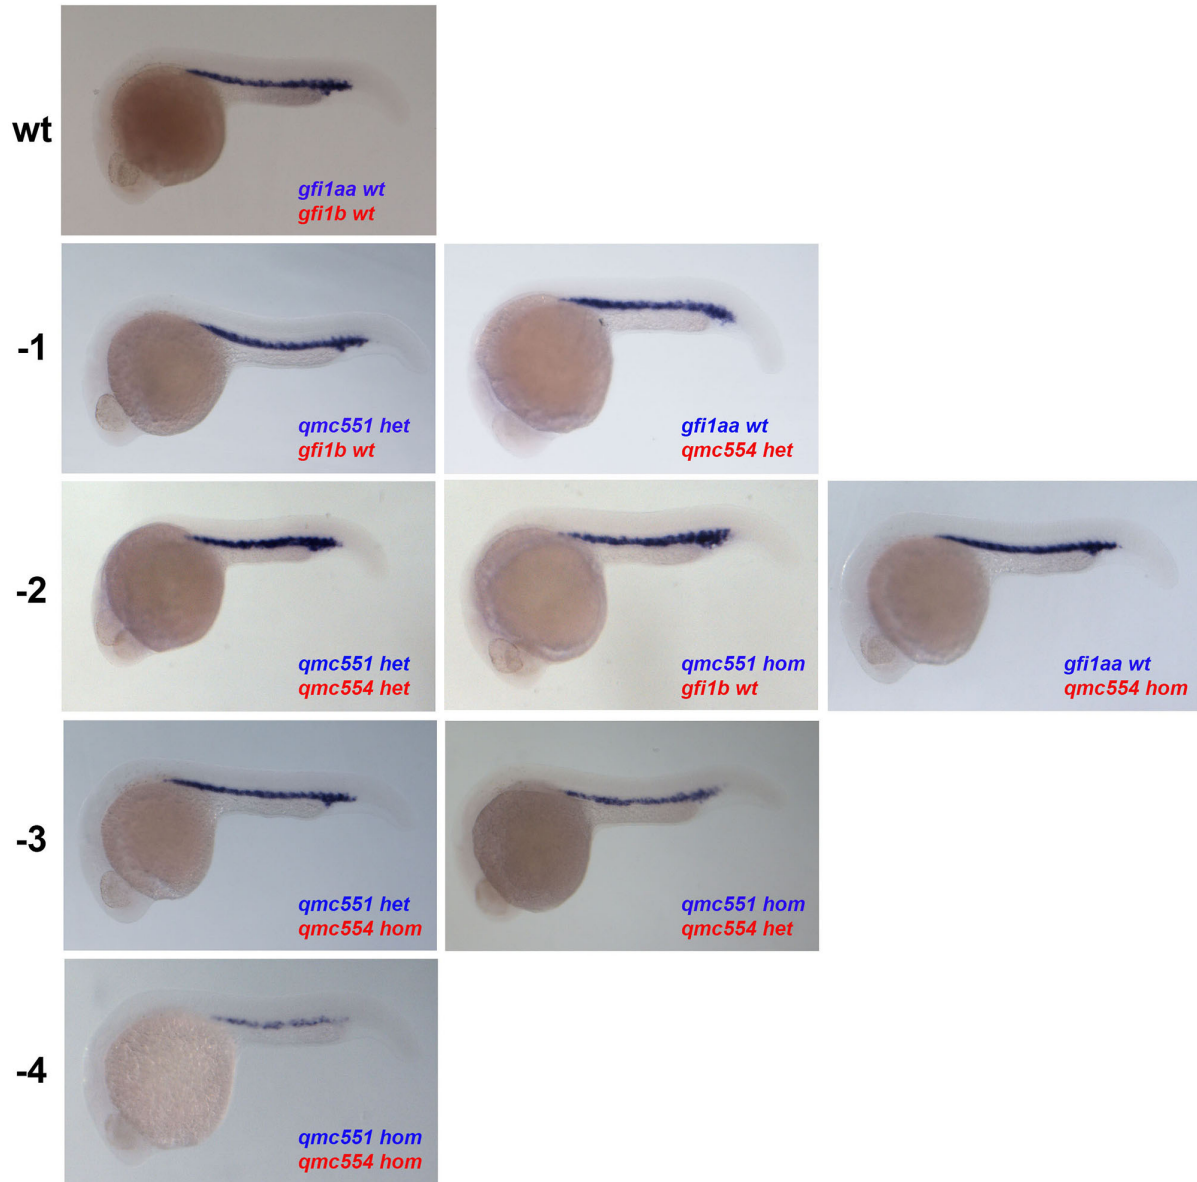 wt
gfi1aa wt
gfi1b wt
-1
qmc551 het
gfi1b wt
gfi1aa wt
qmc554 het
-2
qmc551 het
qmc554 het
qmc551 hom
gfi1b wt
gfi1aa wt
qmc554 hom
-3
qmc551 het
qmc554 hom
qmc551 hom
qmc554 het
-4
qmc551 hom
qmc554 hom